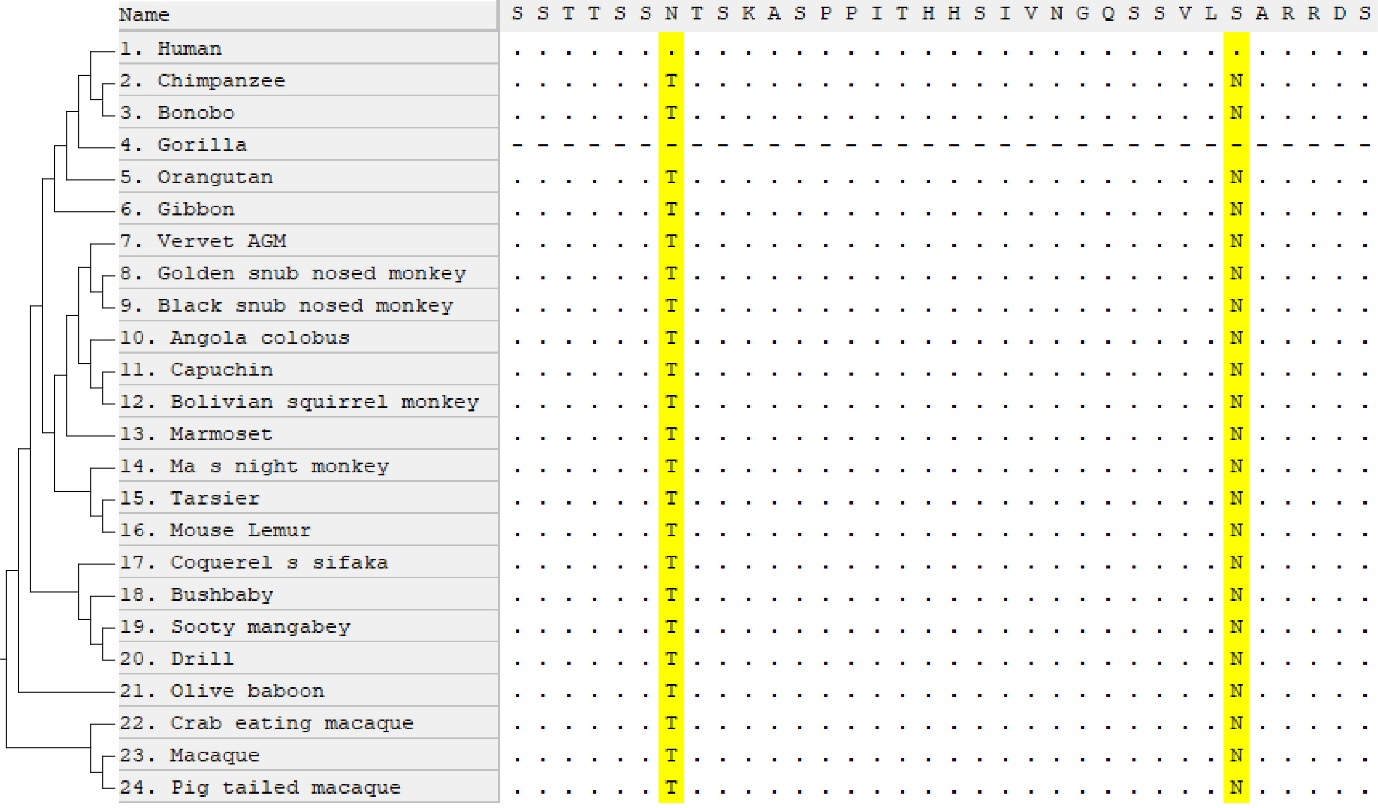 Name S S T T S S N T S K A S P P I T H H S I V N G Q S S V L S A R R D S
1. Human . . . . . . . . . . . . . . . . . . . . . . . . . . . . . . . . . .
2. Chimpanzee . . . . . . T . . . . . . . . . . . . . . . . . . . . . N . . . . .
3. Bonobo . . . . . . T . . . . . . . . . . . . . . . . . . . . . N . . . . .
4. Gorilla - - - - - - - - - - - - - - - - - - - - - - - - - - - - - - - - - -
5. Orangutan . . . . . . T . . . . . . . . . . . . . . . . . . . . . N . . . . .
6. Gibbon . . . . . . T . . . . . . . . . . . . . . . . . . . . . N . . . . .
7. Vervet AGM . . . . . . T . . . . . . . . . . . . . . . . . . . . . N . . . . .
8. Golden snub nosed monkey . . . . . . T . . . . . . . . . . . . . . . . . . . . . N . . . . .
9. Black snub nosed monkey . . . . . . T . . . . . . . . . . . . . . . . . . . . . N . . . . .
10. Angola colobus . . . . . . T . . . . . . . . . . . . . . . . . . . . . N . . . . .
11. Capuchin . . . . . . T . . . . . . . . . . . . . . . . . . . . . N . . . . .
12. Bolivian squirrel monkey . . . . . . T . . . . . . . . . . . . . . . . . . . . . N . . . . .
13. Marmoset . . . . . . T . . . . . . . . . . . . . . . . . . . . . N . . . . .
14. Ma s night monkey . . . . . . T . . . . . . . . . . . . . . . . . . . . . N . . . . .
15. Tarsier . . . . . . T . . . . . . . . . . . . . . . . . . . . . N . . . . .
16. Mouse Lemur . . . . . . T . . . . . . . . . . . . . . . . . . . . . N . . . . .
17. Coquerel s sifaka . . . . . . T . . . . . . . . . . . . . . . . . . . . . N . . . . .
18. Bushbaby . . . . . . T . . . . . . . . . . . . . . . . . . . . . N . . . . .
19. Sooty mangabey . . . . . . T . . . . . . . . . . . . . . . . . . . . . N . . . . .
20. Drill . . . . . . T . . . . . . . . . . . . . . . . . . . . . N . . . . .
21. Olive baboon . . . . . . T . . . . . . . . . . . . . . . . . . . . . N . . . . .
22. Crab eating macaque . . . . . . T . . . . . . . . . . . . . . . . . . . . . N . . . . .
23. Macaque . . . . . . T . . . . . . . . . . . . . . . . . . . . . N . . . . .
24. Pig tailed macaque . . . . . . T . . . . . . . . . . . . . . . . . . . . . N . . . . .